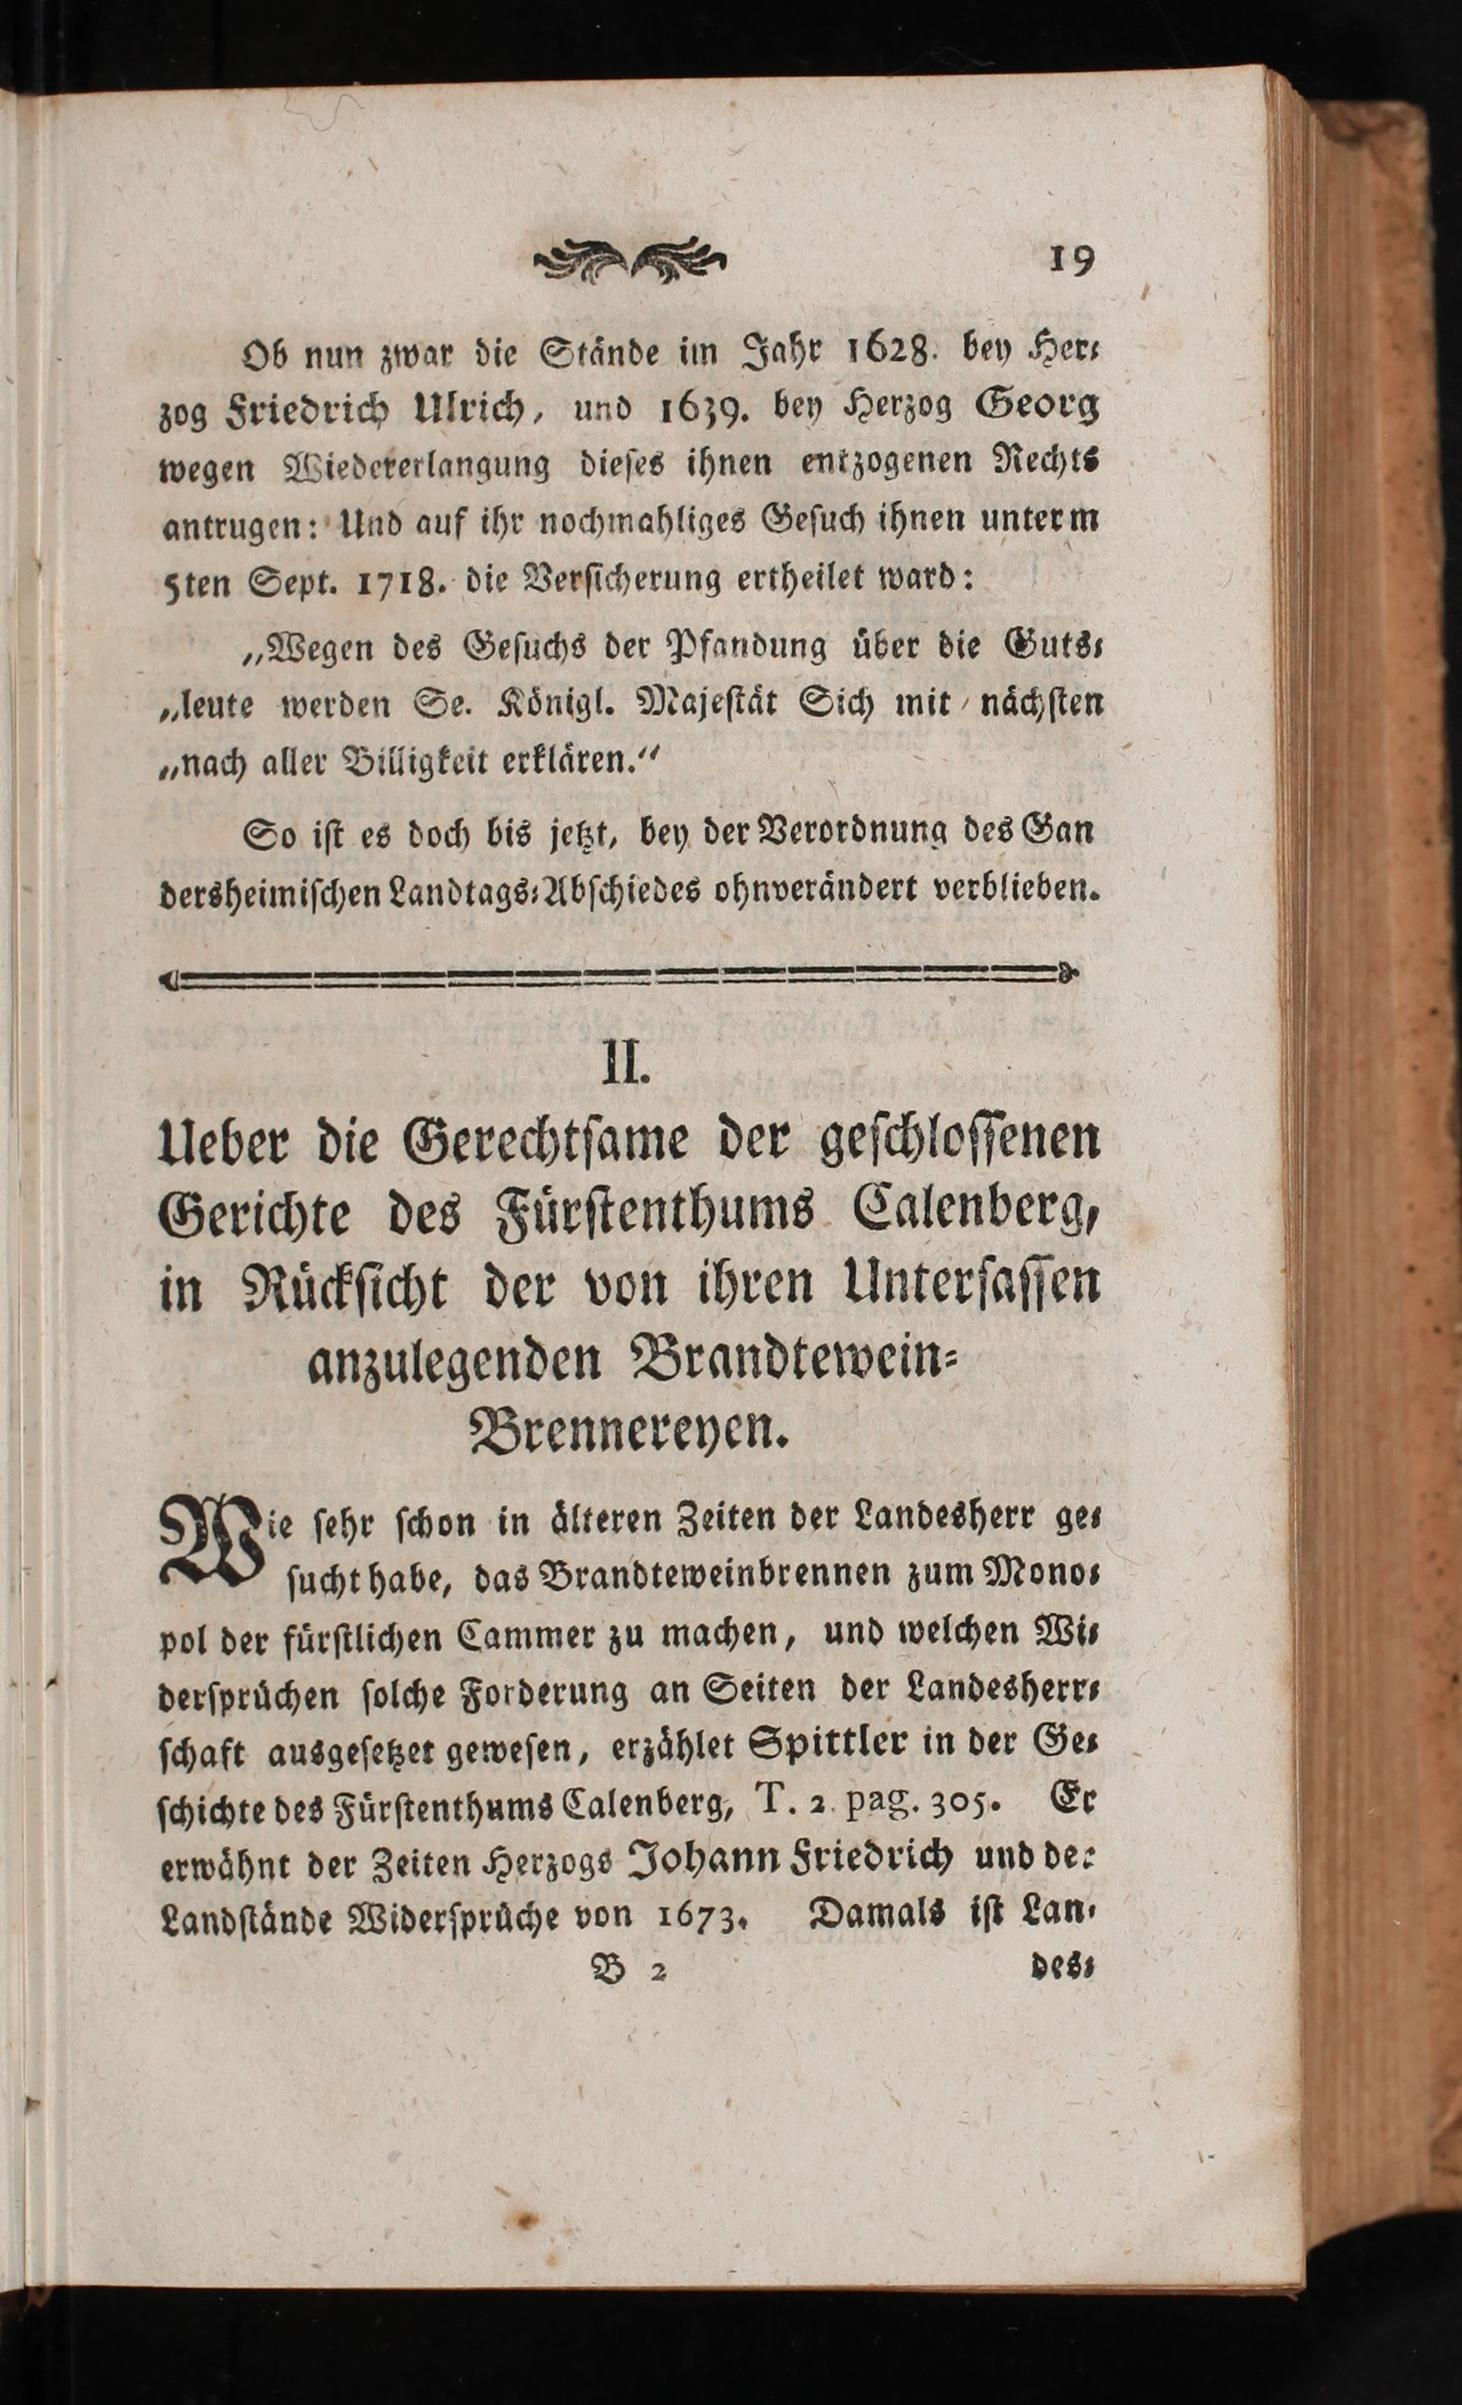 19
Ob nun zwar die Stände im Jahr 1628. bey Her⸗
zog Friedrich Ulrich, und 1639. bey Herzog Georg
wegen Wiedererlangung dieſes ihnen entzogenen Rechts
antrugen: Und auf ihr nochmahliges Geſuch ihnen unterm
5ten Sept. 1718. die Verſicherung ertheilet ward:
„Wegen des Geſuchs der Pfandung über die Guts⸗
„leute werden Se. Königl. Majeſtät Sich mit nächſten
„nach aller Billigkeit erklären.“
So iſt es doch bis jetzt, bey der Verordnung des Gan
dersheimiſchen Landtags⸗Abſchiedes ohnverändert verblieben.
II.
Ueber die Gerechtſame der geſchloſſenen
Gerichte des Fürſtenthums Calenberg,
in Rückſicht der von ihren Unterſaſſen
anzulegenden Brandtewein⸗
Brennereyen.
Wie ſehr ſchon in älteren Zeiten der Landesherr ge⸗
ſucht habe, das Brandteweinbrennen zum Mono⸗
pol der fürſtlichen Cammer zu machen, und welchen Wi⸗
derſprüchen ſolche Forderung an Seiten der Landesherr⸗
ſchaft ausgeſetzet geweſen, erzählet Spittler in der Ge⸗
ſchichte des Fürſtenthums Calenberg, T. 2. pag. 305. Er
erwähnt der Zeiten Herzogs Johann Friedrich und der
Landſtände Widerſprüche von 1673. Damals iſt Lan⸗
B 2 des⸗